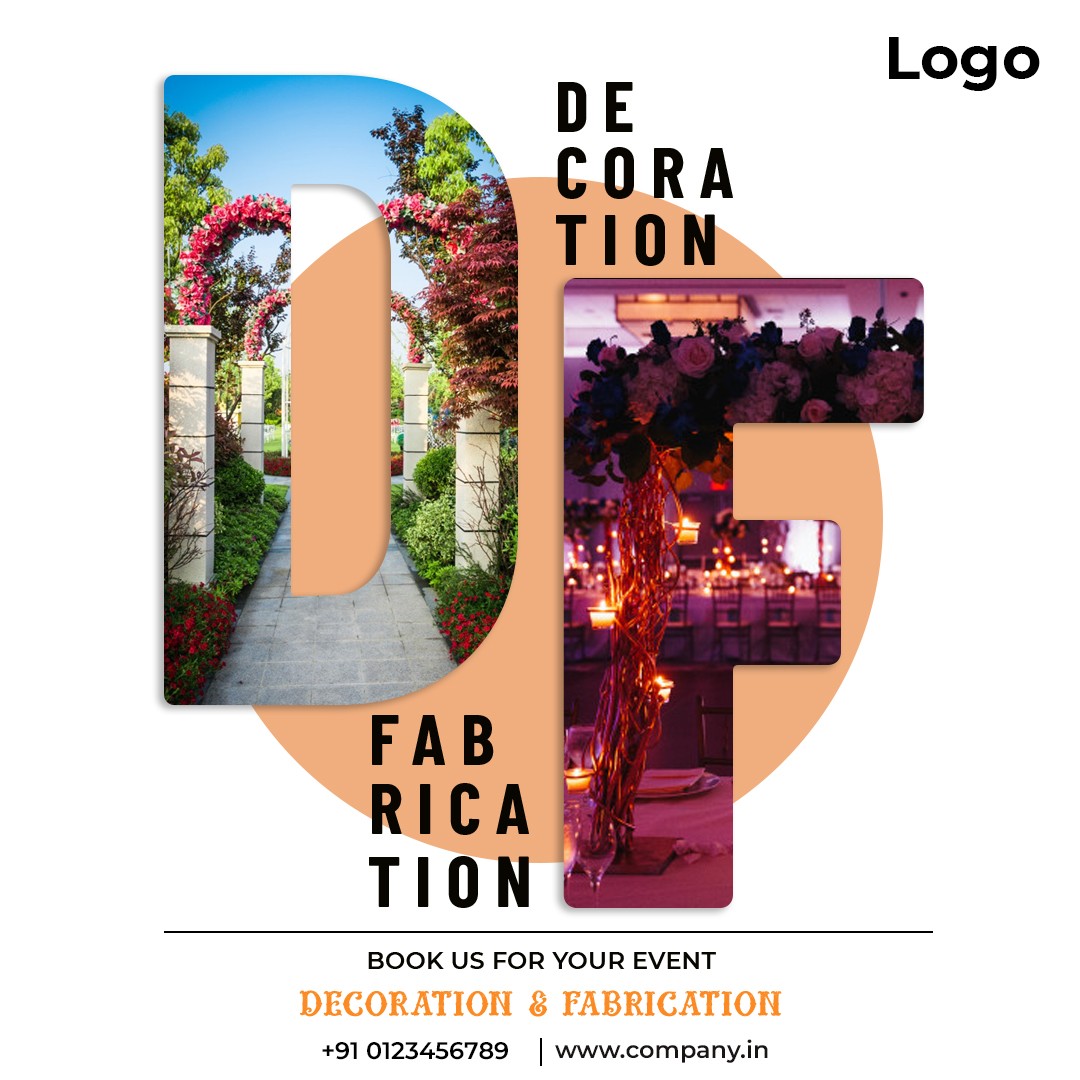 Logo
D
DE
CORA
TION
F
FAB
RICA
TION
BOOK US FOR YOUR EVENT
DECORATION & FABRICATION
+91 0123456789 | www.company.in